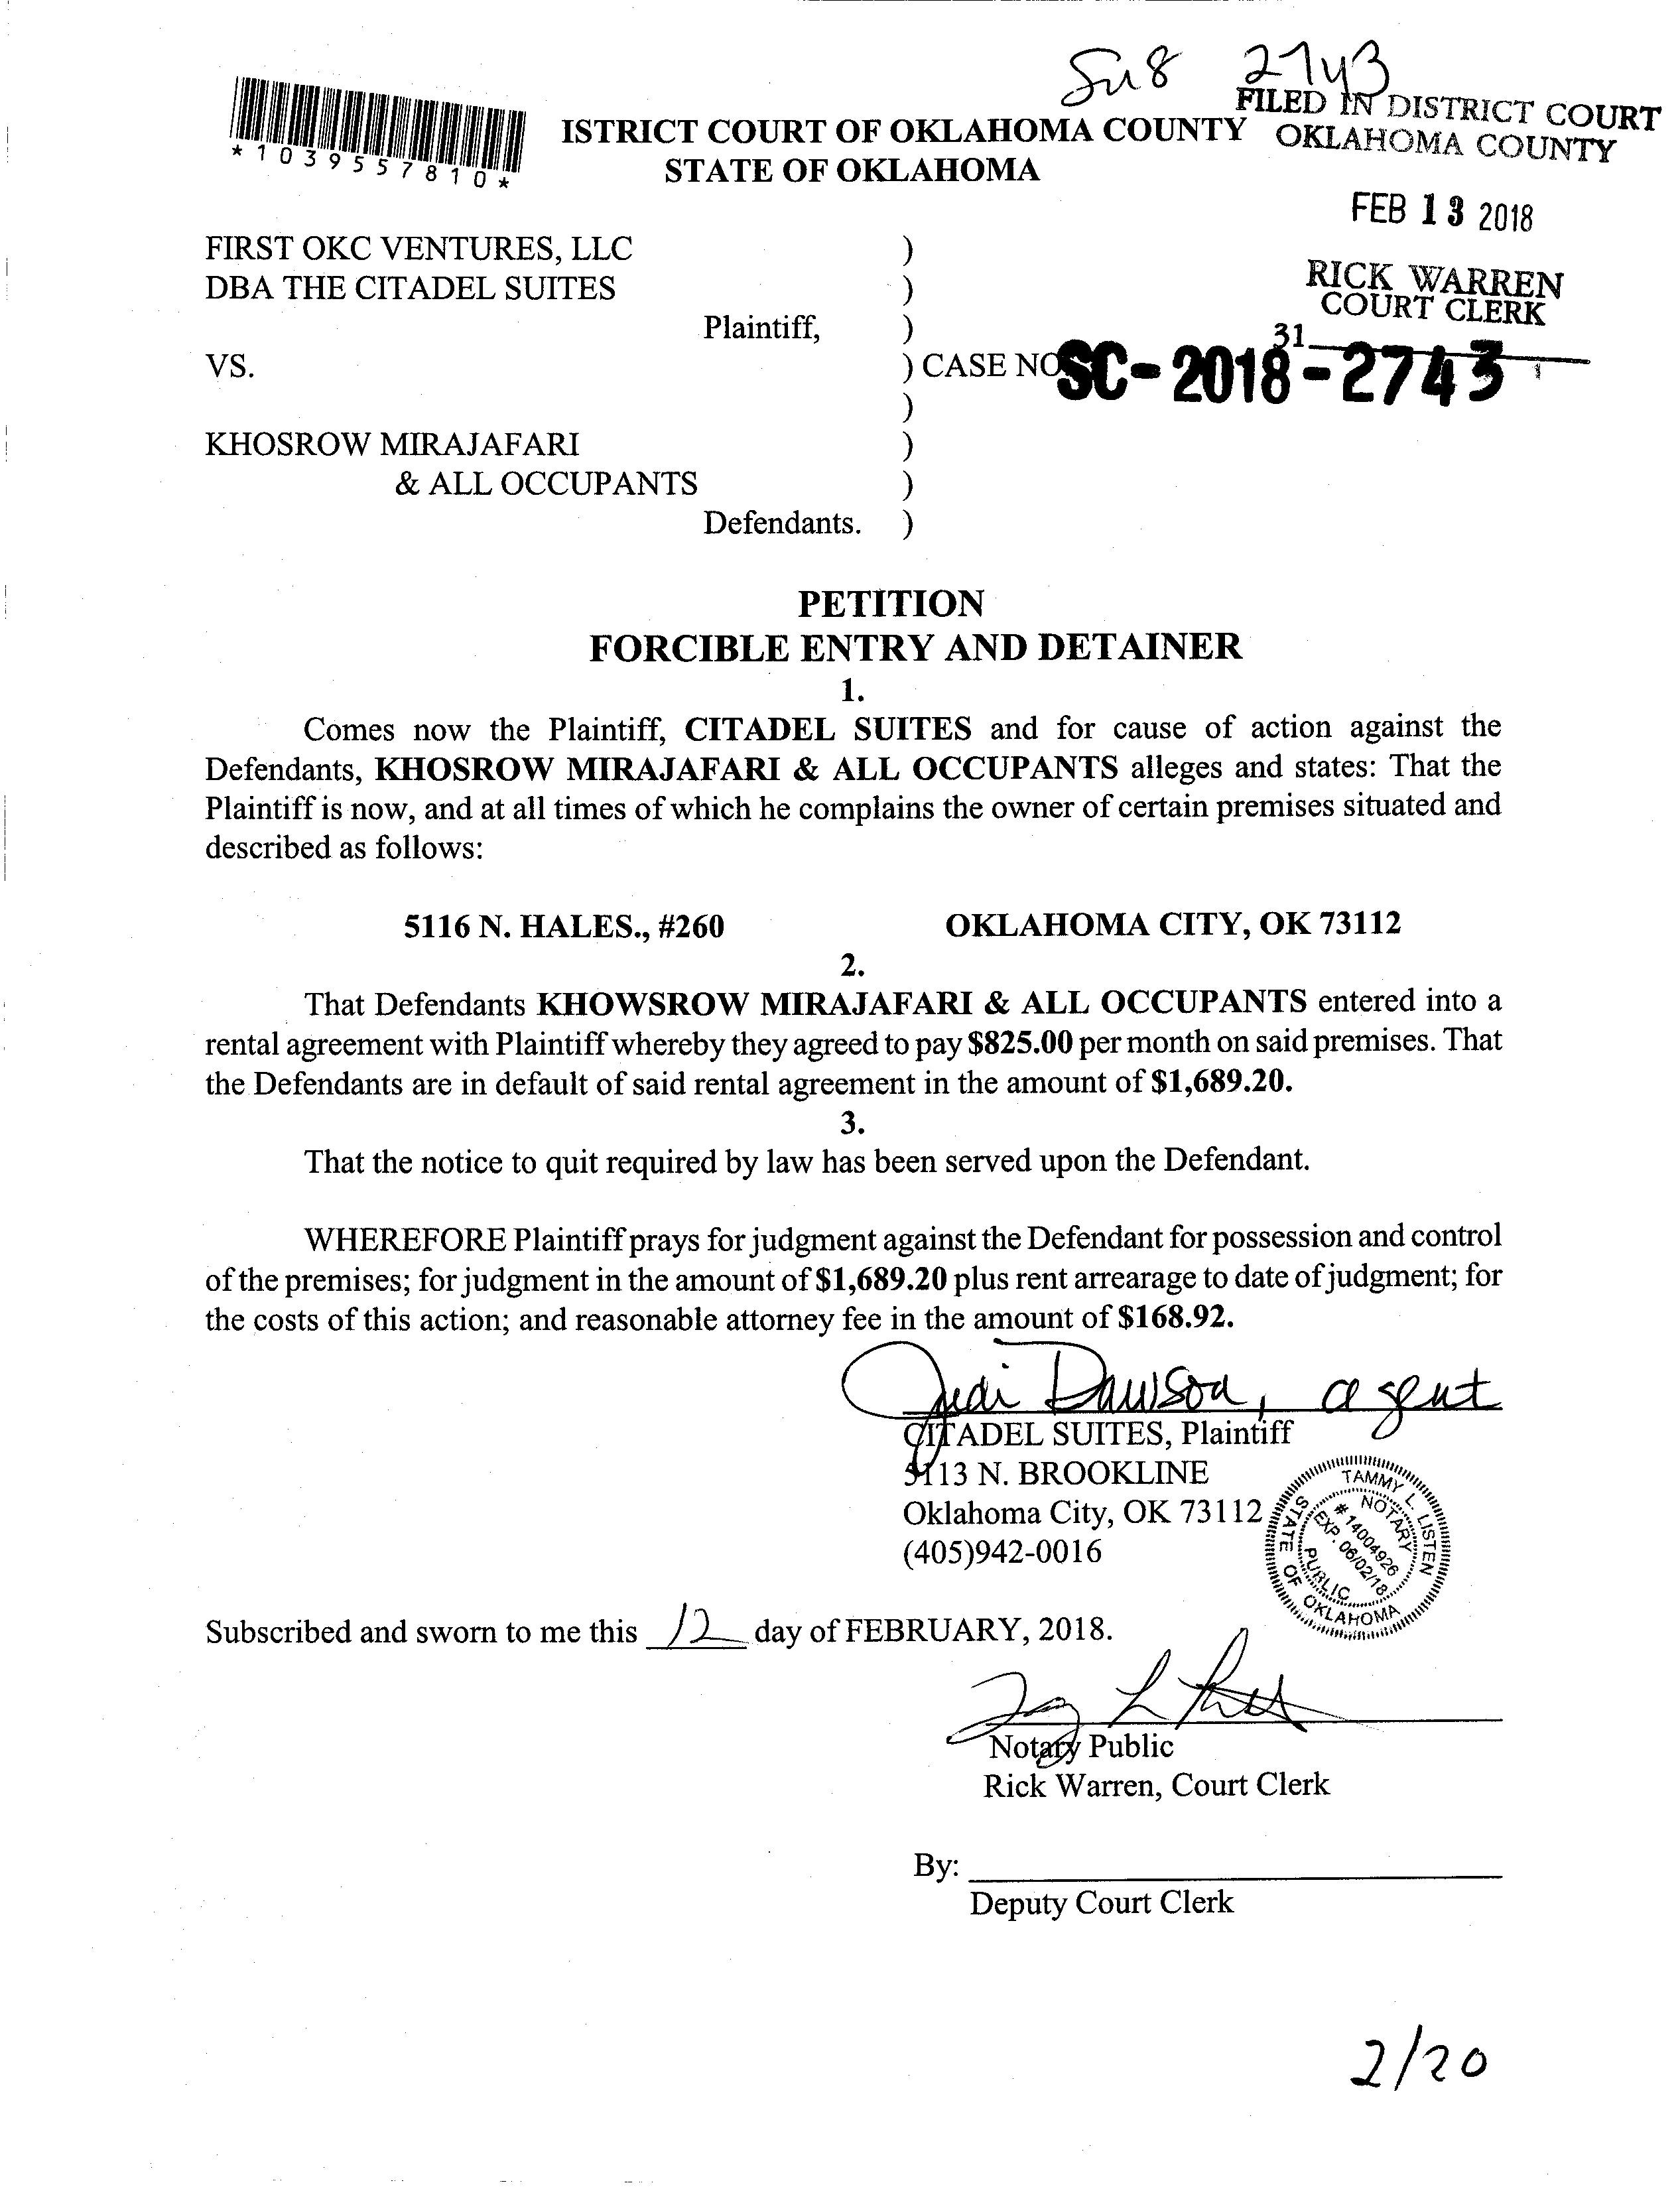 Su8 2743
FILED IN DISTRICT COURT
OKLAHOMA COUNTY
*1039557810*
ISTRICT COURT OF OKLAHOMA COUNTY
STATE OF OKLAHOMA
FEB 13 2018
RICK WARREN
COURT CLERK
31
FIRST OKC VENTURES, LLC )
DBA THE CITADEL SUITES )
Plaintiff, )
VS. ) CASE NO SC-2018-2743
)
KHOSROW MIRAJAFARI )
& ALL OCCUPANTS )
Defendants. )
PETITION
FORCIBLE ENTRY AND DETAINER
1.
Comes now the Plaintiff, CITADEL SUITES and for cause of action against the
Defendants, KHOSROW MIRAJAFARI & ALL OCCUPANTS alleges and states: That the
Plaintiff is now, and at all times of which he complains the owner of certain premises situated and
described as follows:
5116 N. HALES., #260 OKLAHOMA CITY, OK 73112
2.
That Defendants KHOWSROW MIRAJAFARI & ALL OCCUPANTS entered into a
rental agreement with Plaintiff whereby they agreed to pay $825.00 per month on said premises. That
the Defendants are in default of said rental agreement in the amount of $1,689.20.
3.
That the notice to quit required by law has been served upon the Defendant.
WHEREFORE Plaintiff prays for judgment against the Defendant for possession and control
of the premises; for judgment in the amount of $1,689.20 plus rent arrearage to date of judgment; for
the costs of this action; and reasonable attorney fee in the amount of $168.92.
Judi Dawson, agent
CITADEL SUITES, Plaintiff
5113 N. BROOKLINE
Oklahoma City, OK 73112
(405)942-0016
TAMMY L. LISTEN
NOTARY PUBLIC
# 14004926
EXP. 06/02/18
STATE OF OKLAHOMA
Subscribed and sworn to me this 12 day of FEBRUARY, 2018.
Notary Public
Rick Warren, Court Clerk
By:
Deputy Court Clerk
2/20